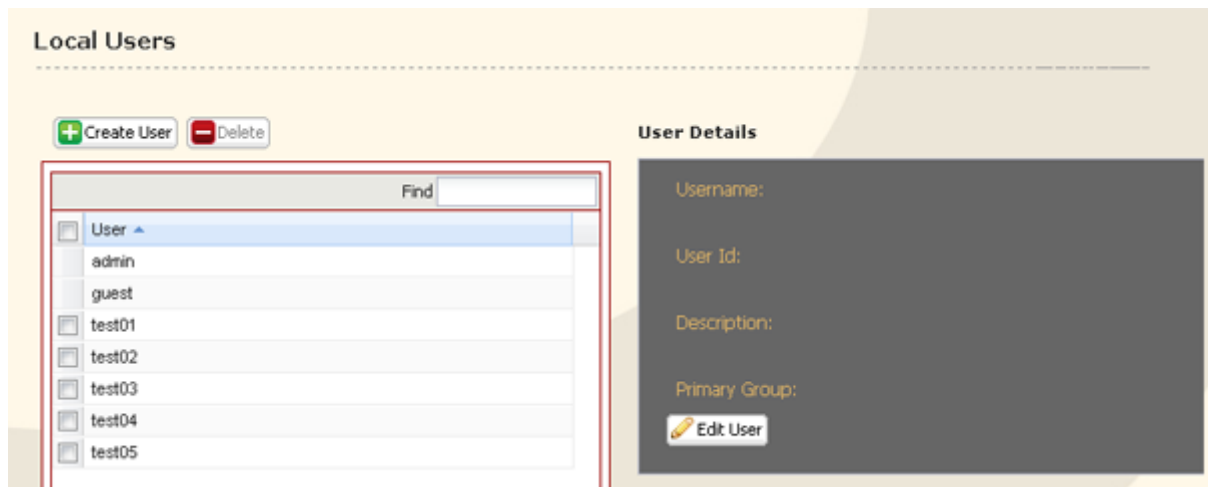 Local Users
Create User Delete
Find
User
admin
guest
test01
test02
test03
test04
test05
User Details
Username:
User Id:
Description:
Primary Group:
Edit User